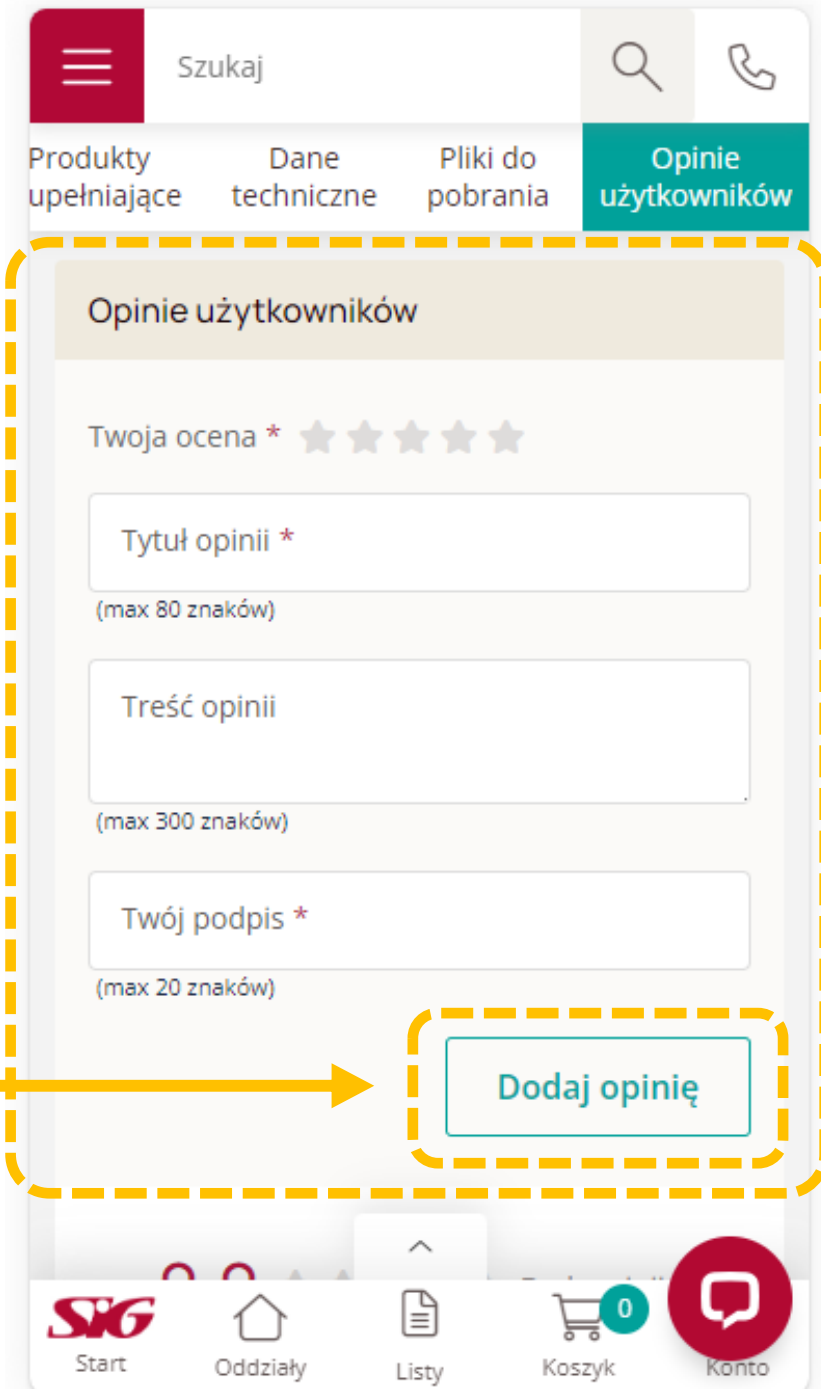 Szukaj
Produkty Dane Pliki do Opinie
upełniające techniczne pobrania użytkowników
Opinie użytkowników
Twoja ocena *
Tytuł opinii *
(max 80 znaków)
Treść opinii
(max 300 znaków)
Twój podpis *
(max 20 znaków)
Dodaj opinię
SIG 0
Start Oddziały Listy Koszyk Konto